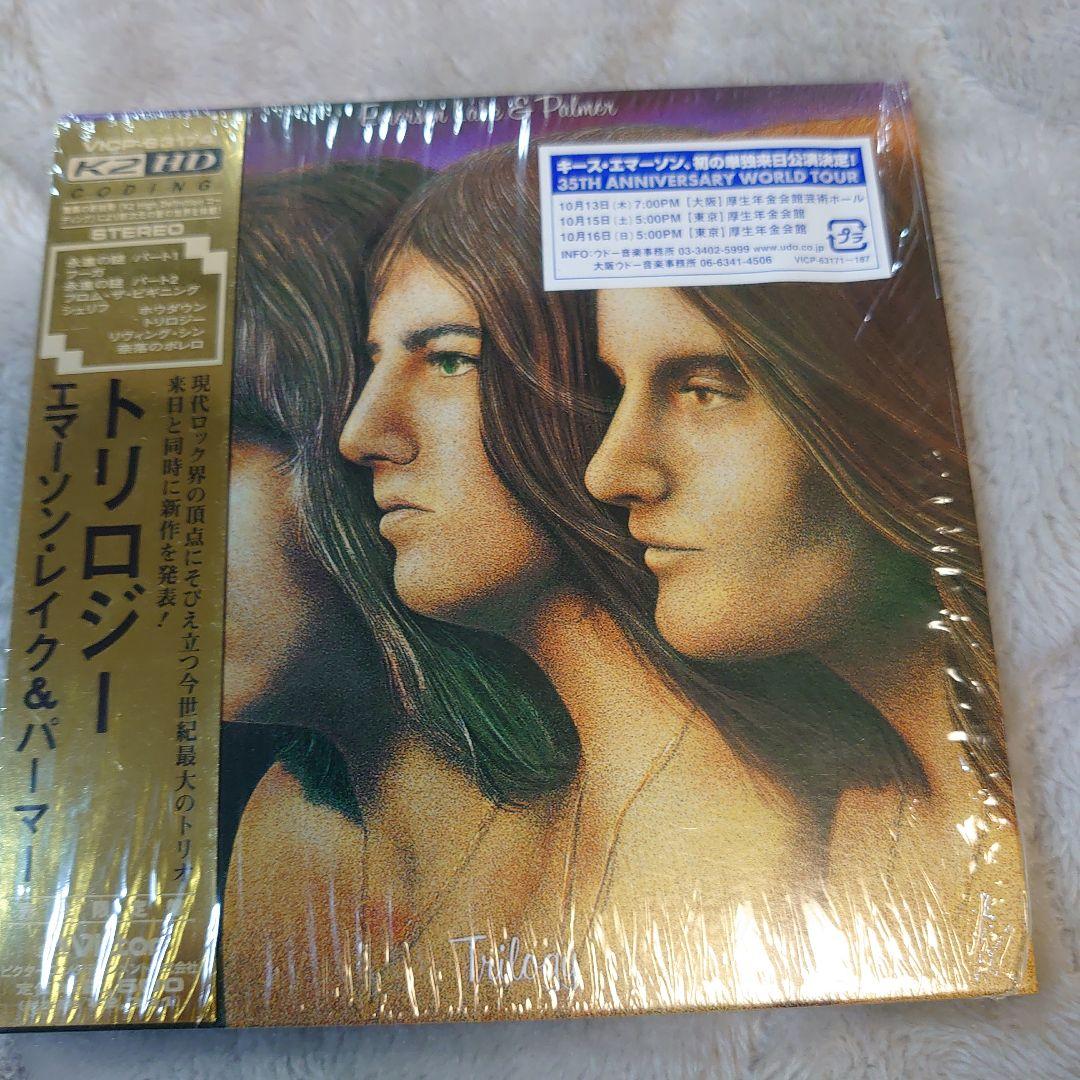 Emerson Lake & Palmer
K2 HD
CODING
STEREO
永遠の謎 パート1
フーガ
永遠の謎 パート2
フロム・ザ・ビギニング
シェリフ ホウダウン
トリロジー
リヴィング・シン
奈落のボレロ
トリロジー
エマーソン・レイク&パーマー
現代ロック界の頂点にそびえ立つ今世紀最大のトリオ
来日と同時に新作を発表!
キース・エマーソン、初の単独来日公演決定!
35TH ANNIVERSARY WORLD TOUR
10月13日(木)7:00PM【大阪】厚生年金会館芸術ホール
10月15日(土)5:00PM【東京】厚生年金会館
10月16日(日)5:00PM【東京】厚生年金会館
INFO:ウドー音楽事務所 03-3402-5999 www.udo.co.jp
大阪ウドー音楽事務所 06-6341-4506
VICP-63171~187
プラ
Trilogy
Victor